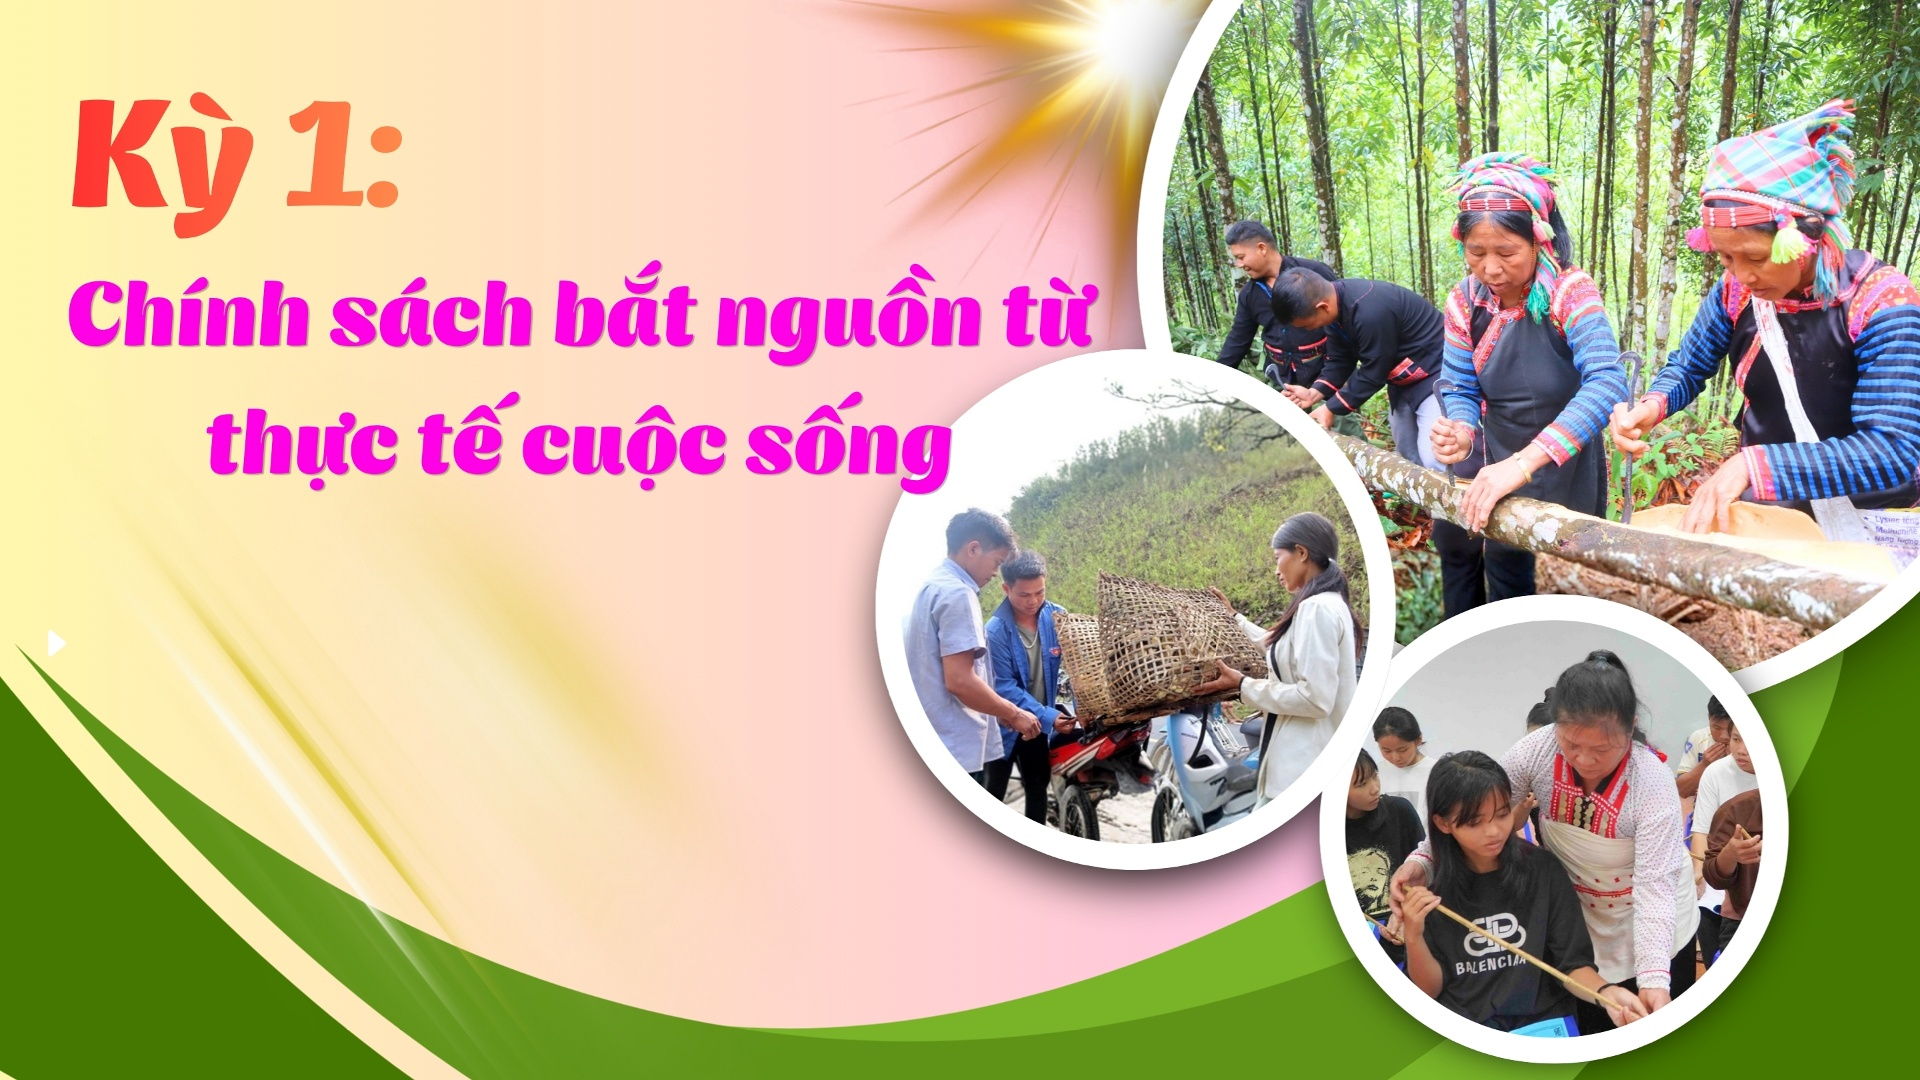 Kỳ 1:
Chính sách bắt nguồn từ
thực tế cuộc sống